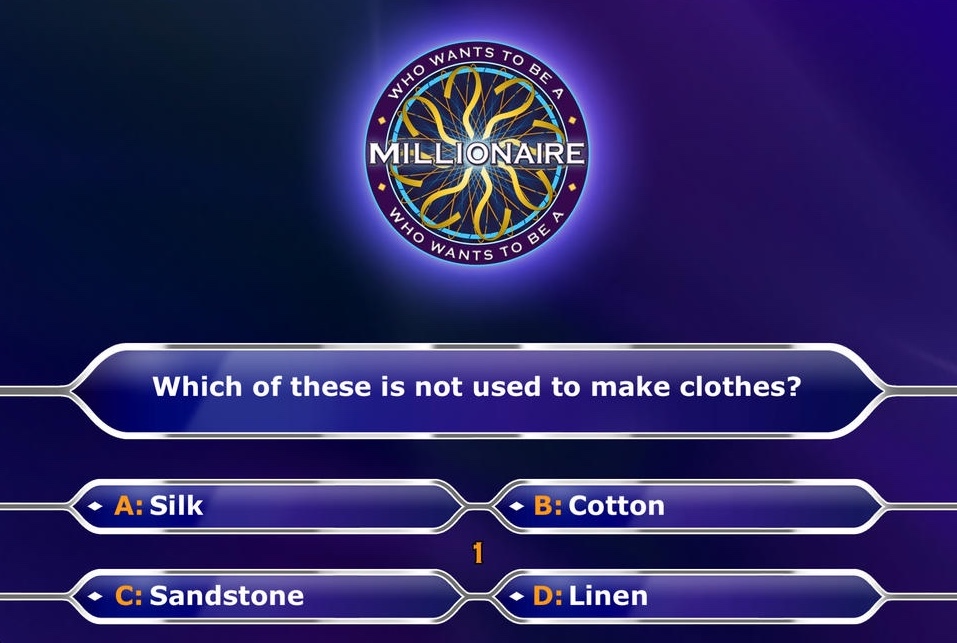 WHO WANTS TO BE A
MILLIONAIRE
WHO WANTS TO BE A
Which of these is not used to make clothes?
A: Silk
B: Cotton
1
C: Sandstone
D: Linen